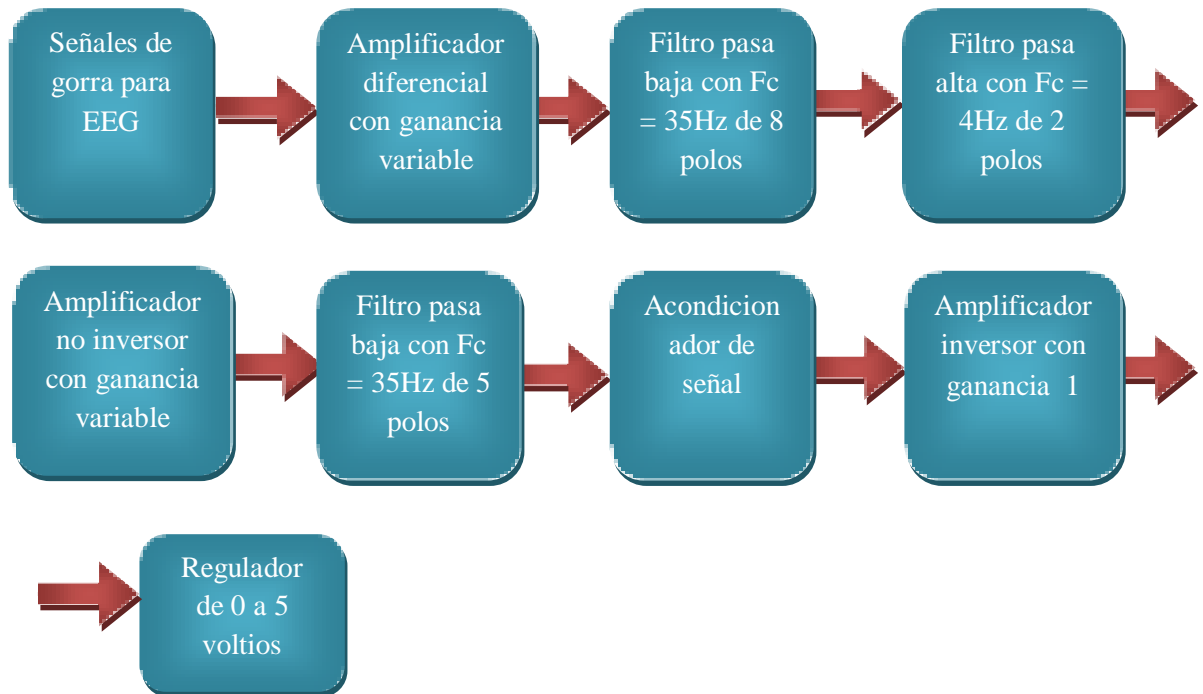 Señales de
gorra para
EEG
Amplificador
diferencial
con ganancia
variable
Filtro pasa
baja con Fc
= 35Hz de 8
polos
Filtro pasa
alta con Fc =
4Hz de 2
polos
Amplificador
no inversor
con ganancia
variable
Filtro pasa
baja con Fc
= 35Hz de 5
polos
Acondicion
ador de
señal
Amplificador
inversor con
ganancia 1
Regulador
de 0 a 5
voltios